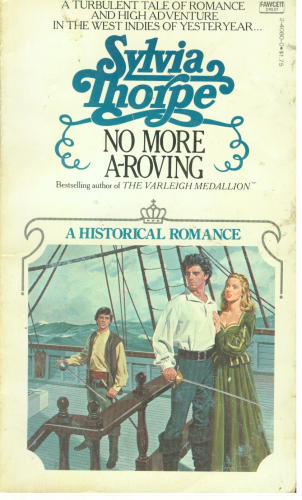 A TURBULENT TALE OF ROMANCE
AND HIGH ADVENTURE
IN THE WEST INDIES OF YESTERYEAR...
FAWCETT
Sylvia
Thorpe
NO MORE
A-ROVING
Bestselling author of THE VARLEIGH MEDALLION™
A HISTORICAL ROMANCE